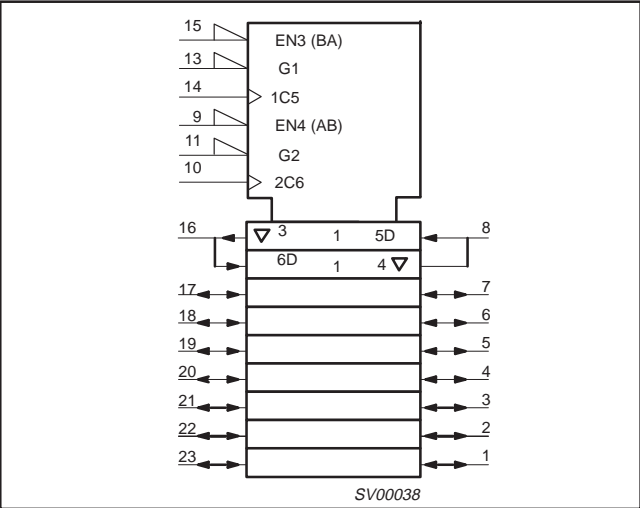 15 EN3 (BA)
13 G1
14 1C5
9 EN4 (AB)
11 G2
10 2C6
16 3 1 5D 8
6D 1 4
17 7
18 6
19 5
20 4
21 3
22 2
23 1
SV00038